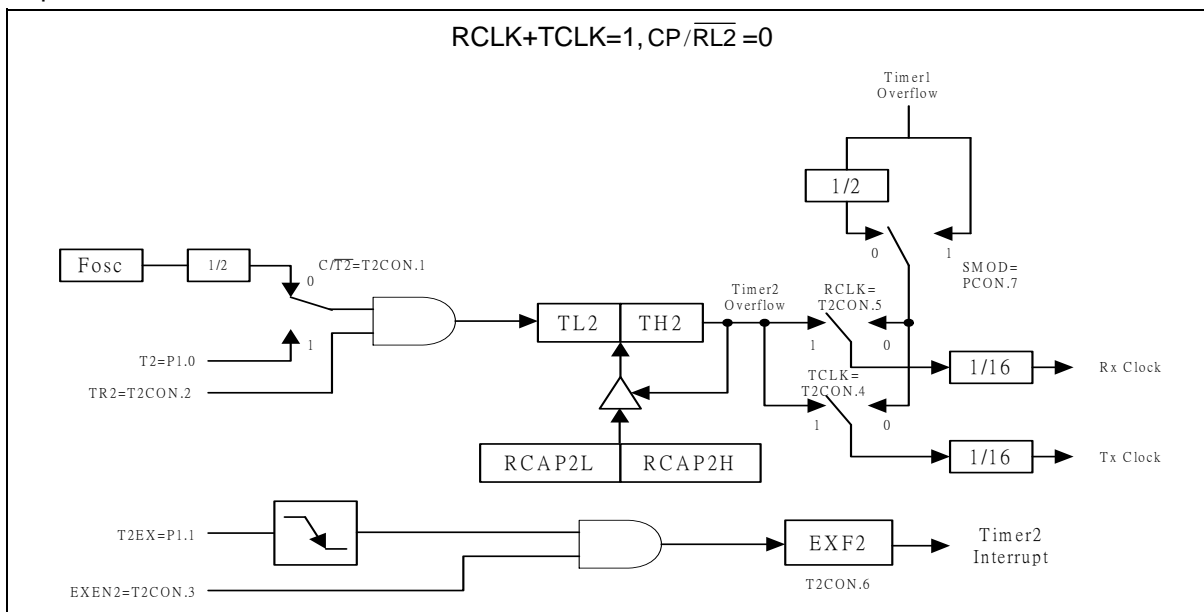 RCLK+TCLK=1, CP/R̅L̅2̅ =0
Timer1
Overflow
1/2
0
1
SMOD=
PCON.7
Fosc
1/2
0
C/T̅2̅=T2CON.1
1
T2=P1.0
TR2=T2CON.2
TL2
TH2
Timer2
Overflow
RCLK=
T2CON.5
1
0
1/16
Rx Clock
TCLK=
T2CON.4
1
0
1/16
Tx Clock
RCAP2L
RCAP2H
T2EX=P1.1
EXEN2=T2CON.3
EXF2
T2CON.6
Timer2
Interrupt